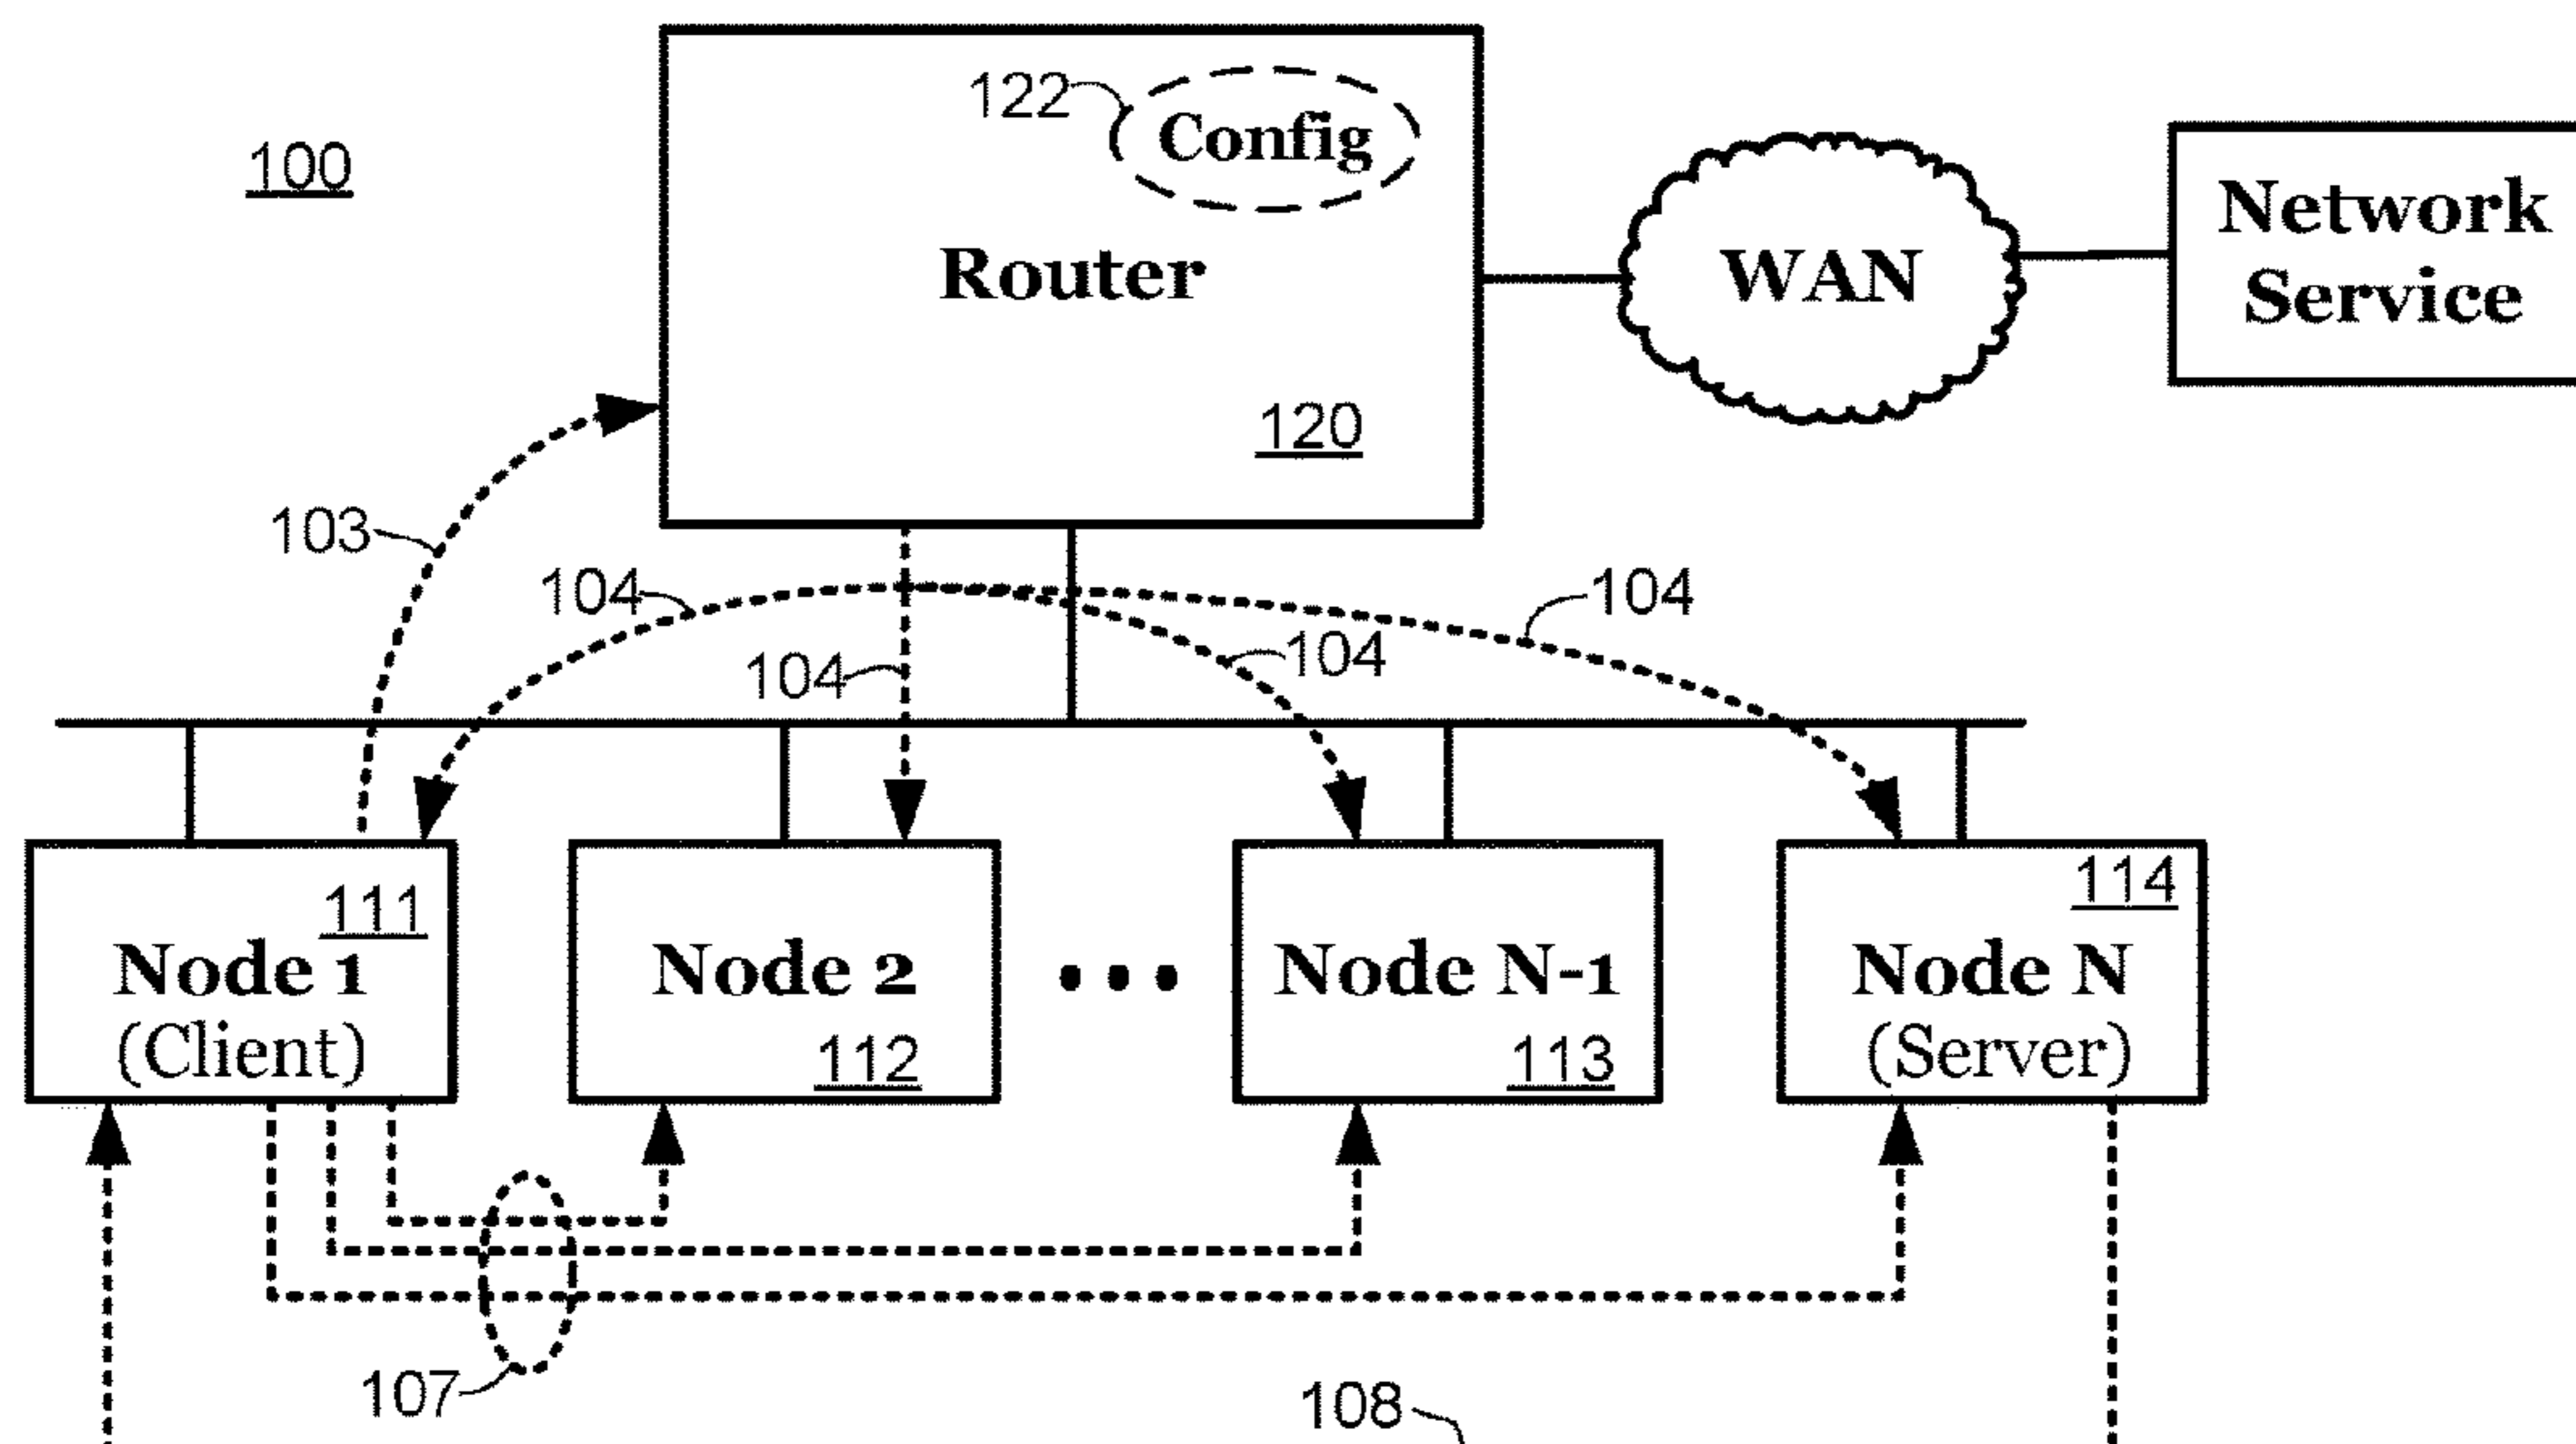 100
122
Config
Router
120
WAN
Network
Service
103
104
104
104
104
111
Node 1
(Client)
Node 2
112
Node N-1
113
114
Node N
(Server)
107
108